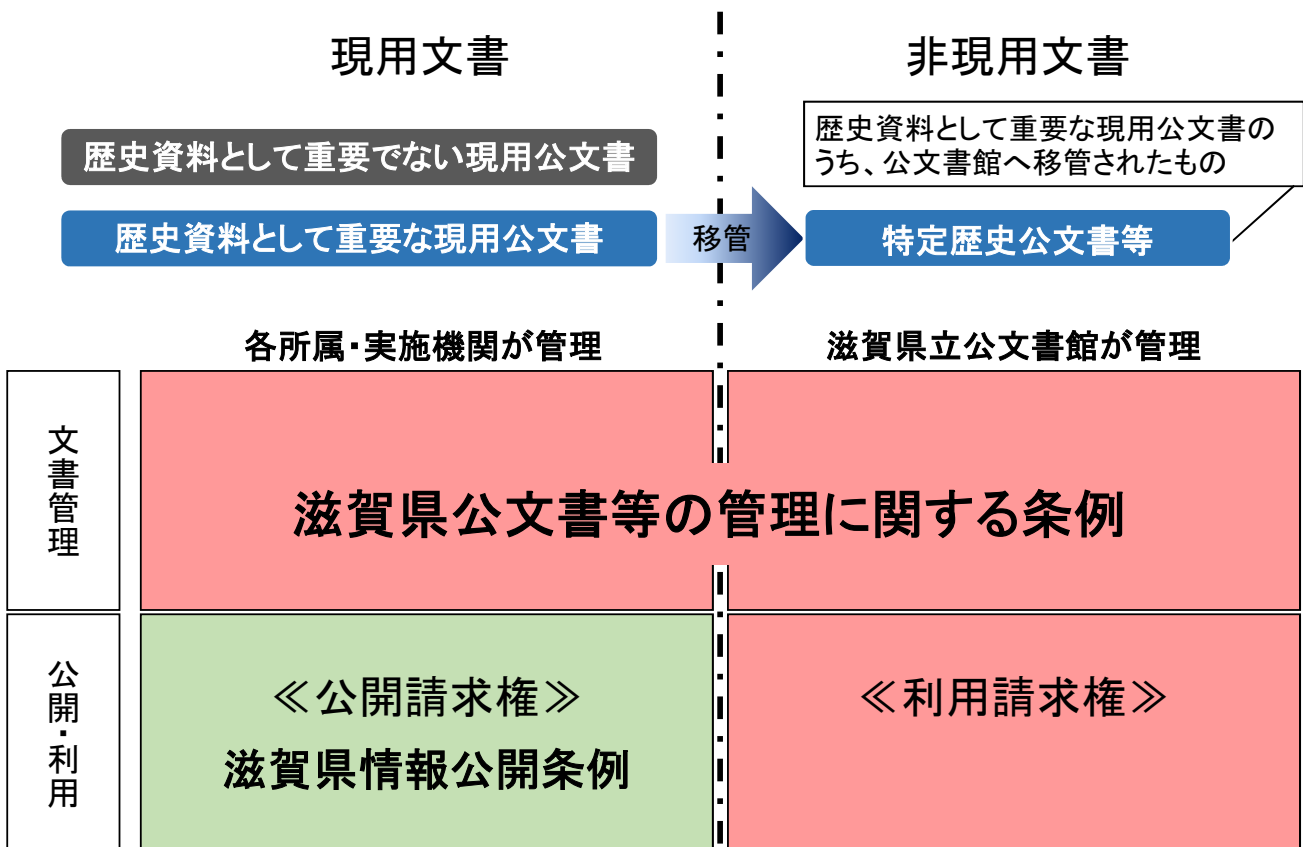 現用文書
非現用文書
歴史資料として重要でない現用公文書
歴史資料として重要な現用公文書の
うち、公文書館へ移管されたもの
歴史資料として重要な現用公文書
移管
特定歴史公文書等
各所属・実施機関が管理
滋賀県立公文書館が管理
文書管理
滋賀県公文書等の管理に関する条例
公開・利用
≪公開請求権≫
滋賀県情報公開条例
≪利用請求権≫